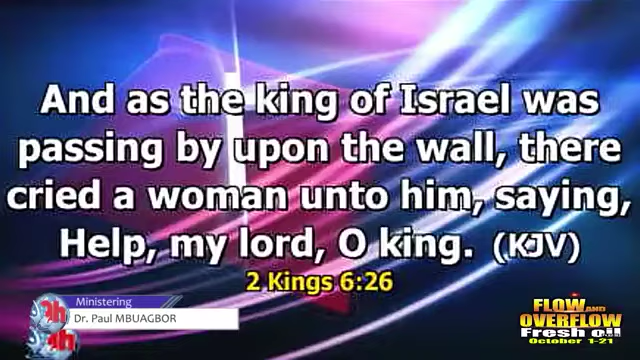 And as the king of Israel was
passing by upon the wall, there
cried a woman unto him, saying,
Help, my lord, O king. (KJV)
2 Kings 6:26
Ministering
Dr. Paul MBUAGBOR
FLOW AND
OVERFLOW
Fresh oil
October 1-21